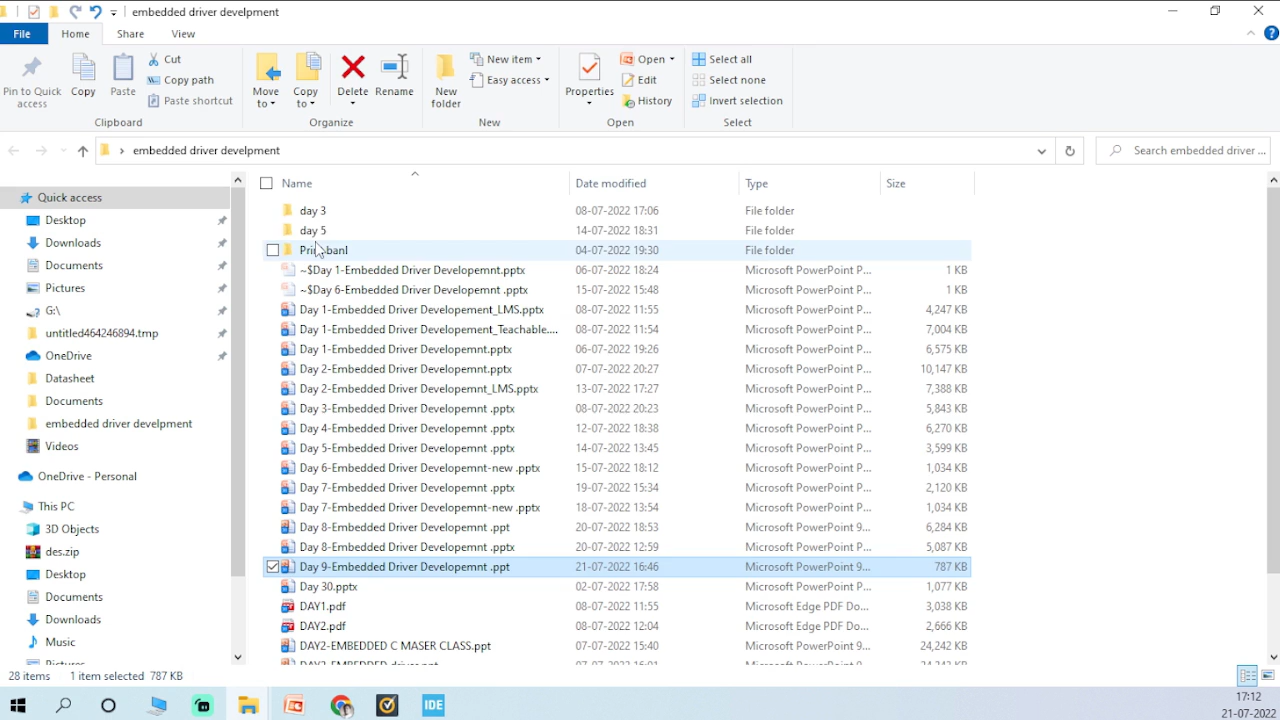 embedded driver develpment
File Home Share View
Pin to Quick access
Copy
Paste
Cut
Copy path
Paste shortcut
Clipboard
Move to
Copy to
Delete
Rename
Organize
New folder
New item
Easy access
New
Properties
Open
Edit
History
Open
Select all
Select none
Invert selection
Select
embedded driver develpment
Search embedded driver ...
Quick access
Desktop
Downloads
Documents
Pictures
G:\
untitled464246894.tmp
OneDrive
Datasheet
Documents
embedded driver develpment
Videos
OneDrive - Personal
This PC
3D Objects
des.zip
Desktop
Documents
Downloads
Music
Pictures
Name Date modified Type Size
day 3 08-07-2022 17:06 File folder
day 5 14-07-2022 18:31 File folder
04-07-2022 19:30 File folder
~$Day 1-Embedded Driver Developemnt.pptx 06-07-2022 18:24 Microsoft PowerPoint P... 1 KB
~$Day 6-Embedded Driver Developemnt .pptx 15-07-2022 15:48 Microsoft PowerPoint P... 1 KB
Day 1-Embedded Driver Developement_LMS.pptx 08-07-2022 11:55 Microsoft PowerPoint P... 4,247 KB
Day 1-Embedded Driver Developement_Teachable.... 08-07-2022 11:54 Microsoft PowerPoint P... 7,004 KB
Day 1-Embedded Driver Developemnt.pptx 06-07-2022 19:26 Microsoft PowerPoint P... 6,575 KB
Day 2-Embedded Driver Developemnt.pptx 07-07-2022 20:27 Microsoft PowerPoint P... 10,147 KB
Day 2-Embedded Driver Developemnt_LMS.pptx 13-07-2022 17:27 Microsoft PowerPoint P... 7,388 KB
Day 3-Embedded Driver Developemnt .pptx 08-07-2022 20:23 Microsoft PowerPoint P... 5,843 KB
Day 4-Embedded Driver Developemnt .pptx 12-07-2022 18:38 Microsoft PowerPoint P... 6,270 KB
Day 5-Embedded Driver Developemnt .pptx 14-07-2022 13:45 Microsoft PowerPoint P... 3,599 KB
Day 6-Embedded Driver Developemnt-new .pptx 15-07-2022 18:12 Microsoft PowerPoint P... 1,034 KB
Day 7-Embedded Driver Developemnt .pptx 19-07-2022 15:34 Microsoft PowerPoint P... 2,120 KB
Day 7-Embedded Driver Developemnt-new .pptx 18-07-2022 13:54 Microsoft PowerPoint P... 1,034 KB
Day 8-Embedded Driver Developemnt .ppt 20-07-2022 18:53 Microsoft PowerPoint 9... 6,284 KB
Day 8-Embedded Driver Developemnt .pptx 20-07-2022 12:59 Microsoft PowerPoint P... 5,087 KB
Day 9-Embedded Driver Developemnt .ppt 21-07-2022 16:46 Microsoft PowerPoint 9... 787 KB
Day 30.pptx 02-07-2022 17:58 Microsoft PowerPoint P... 1,077 KB
DAY1.pdf 08-07-2022 11:55 Microsoft Edge PDF Do... 3,038 KB
DAY2.pdf 08-07-2022 12:04 Microsoft Edge PDF Do... 2,666 KB
DAY2-EMBEDDED C MASER CLASS.ppt 07-07-2022 15:40 Microsoft PowerPoint 9... 24,242 KB
28 items 1 item selected 787 KB
IDE
17:12
21-07-2022